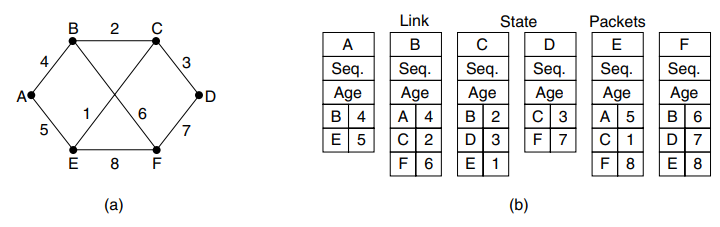 Link State Packets
B 2 C
4 3
A D
1 6
5 7
E 8 F
A B C D E F
Seq. Seq. Seq. Seq. Seq. Seq.
Age Age Age Age Age Age
B 4 A 4 B 2 C 3 A 5 B 6
E 5 C 2 D 3 F 7 C 1 D 7
F 6 E 1 F 8 E 8
(a) (b)